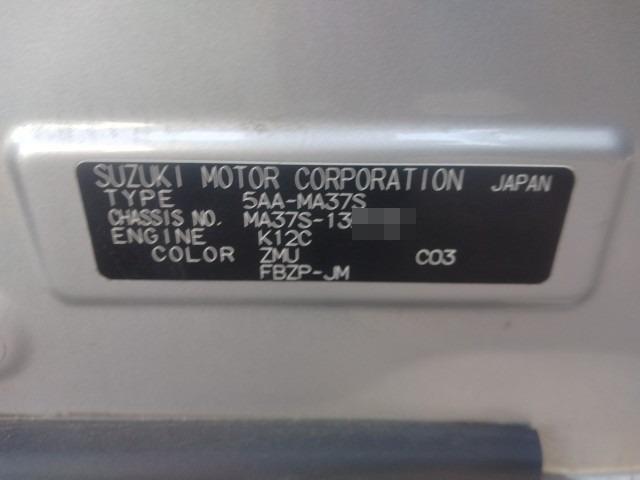 SUZUKI MOTOR CORPORATION JAPAN
TYPE 5AA-MA37S
CHASSIS NO. MA37S-13
ENGINE K12C
COLOR ZMU C03
FBZP-JM